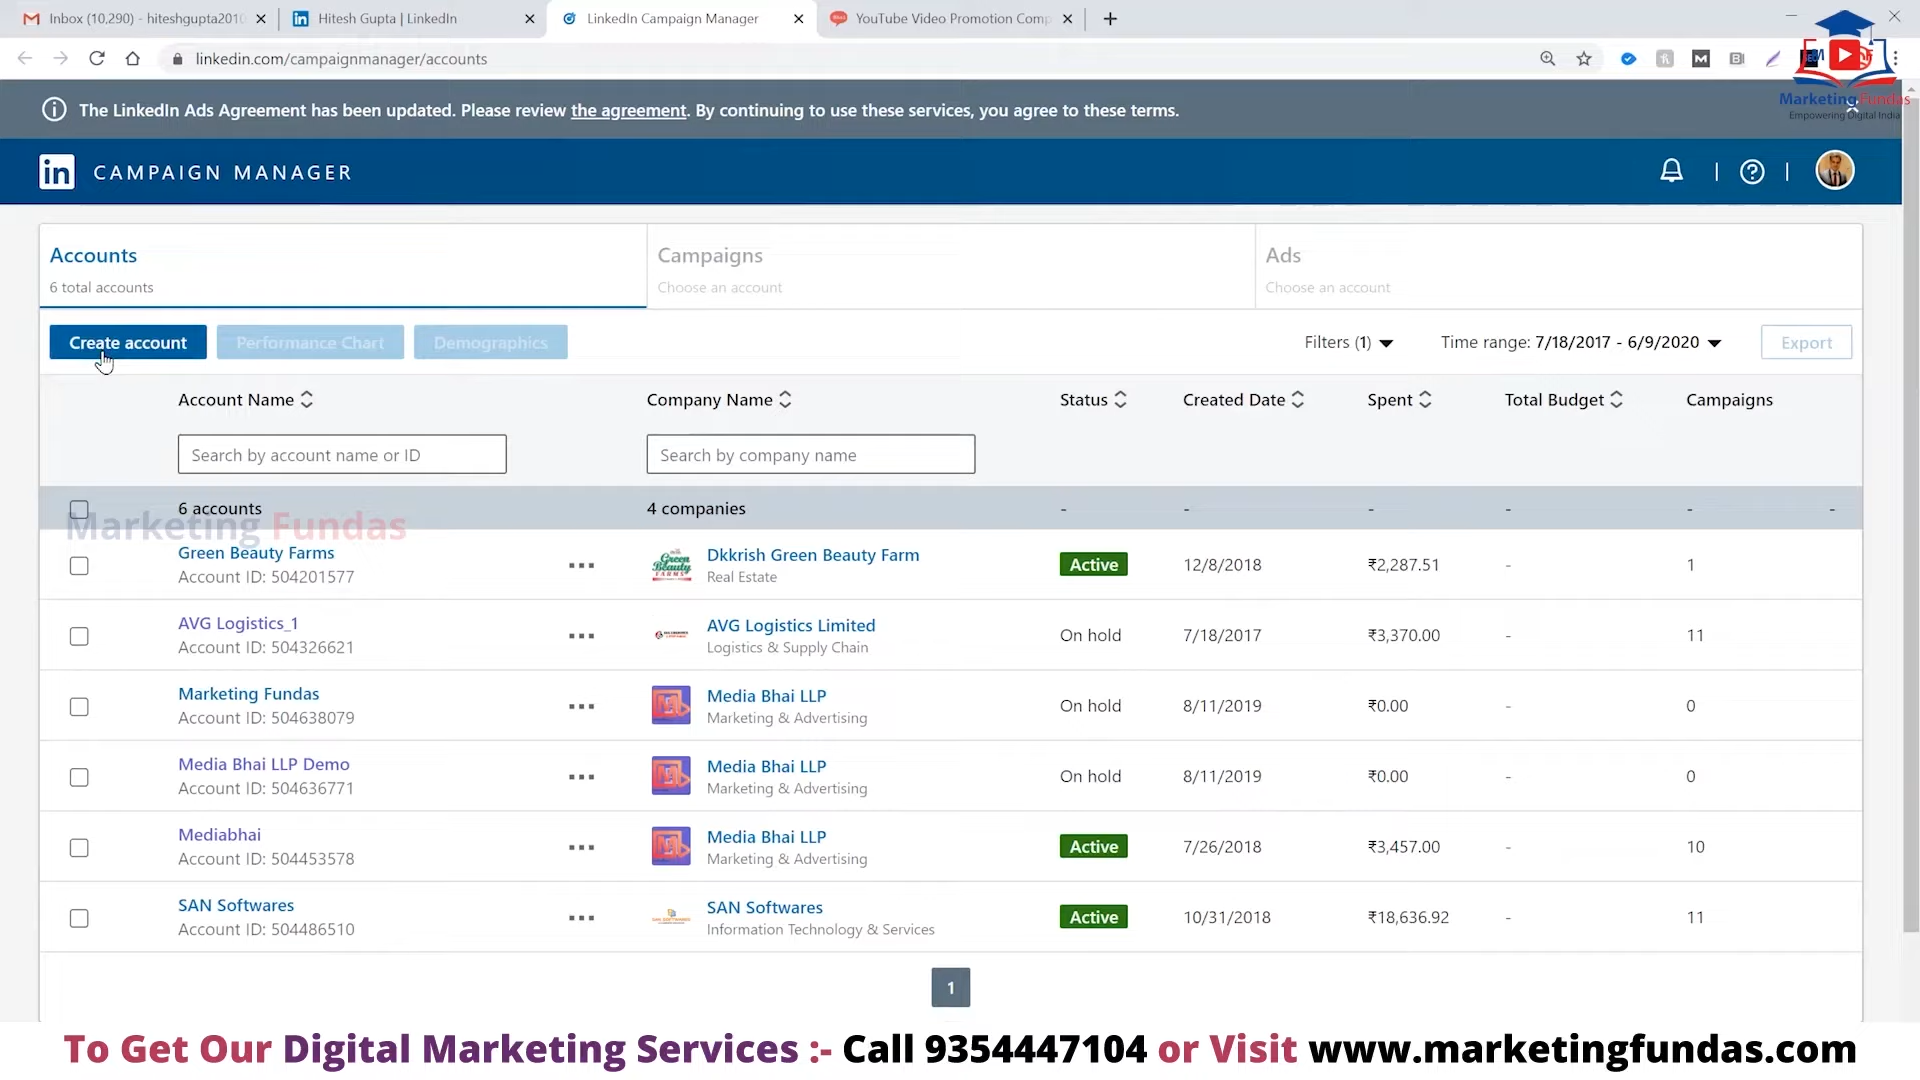 Inbox (10,290) - hiteshgupta2010
Hitesh Gupta | LinkedIn
LinkedIn Campaign Manager
YouTube Video Promotion Comp
linkedin.com/campaignmanager/accounts
Marketing Fundas
Empowering Digital India
The LinkedIn Ads Agreement has been updated. Please review the agreement. By continuing to use these services, you agree to these terms.
in CAMPAIGN MANAGER
Accounts
6 total accounts
Campaigns
Choose an account
Ads
Choose an account
Create account
Performance Chart
Demographics
Filters (1)
Time range: 7/18/2017 - 6/9/2020
Export
Account Name Company Name Status Created Date Spent Total Budget Campaigns
Search by account name or ID
Search by company name
6 accounts 4 companies - - - - - -
Marketing Fundas
Green Beauty Farms
Account ID: 504201577
Dkkrish Green Beauty Farm
Real Estate
Active 12/8/2018 ₹2,287.51 - 1
AVG Logistics_1
Account ID: 504326621
AVG Logistics Limited
Logistics & Supply Chain
On hold 7/18/2017 ₹3,370.00 - 11
Marketing Fundas
Account ID: 504638079
Media Bhai LLP
Marketing & Advertising
On hold 8/11/2019 ₹0.00 - 0
Media Bhai LLP Demo
Account ID: 504636771
Media Bhai LLP
Marketing & Advertising
On hold 8/11/2019 ₹0.00 - 0
Mediabhai
Account ID: 504453578
Media Bhai LLP
Marketing & Advertising
Active 7/26/2018 ₹3,457.00 - 10
SAN Softwares
Account ID: 504486510
SAN Softwares
Information Technology & Services
Active 10/31/2018 ₹18,636.92 - 11
1
To Get Our Digital Marketing Services :- Call 9354447104 or Visit www.marketingfundas.com